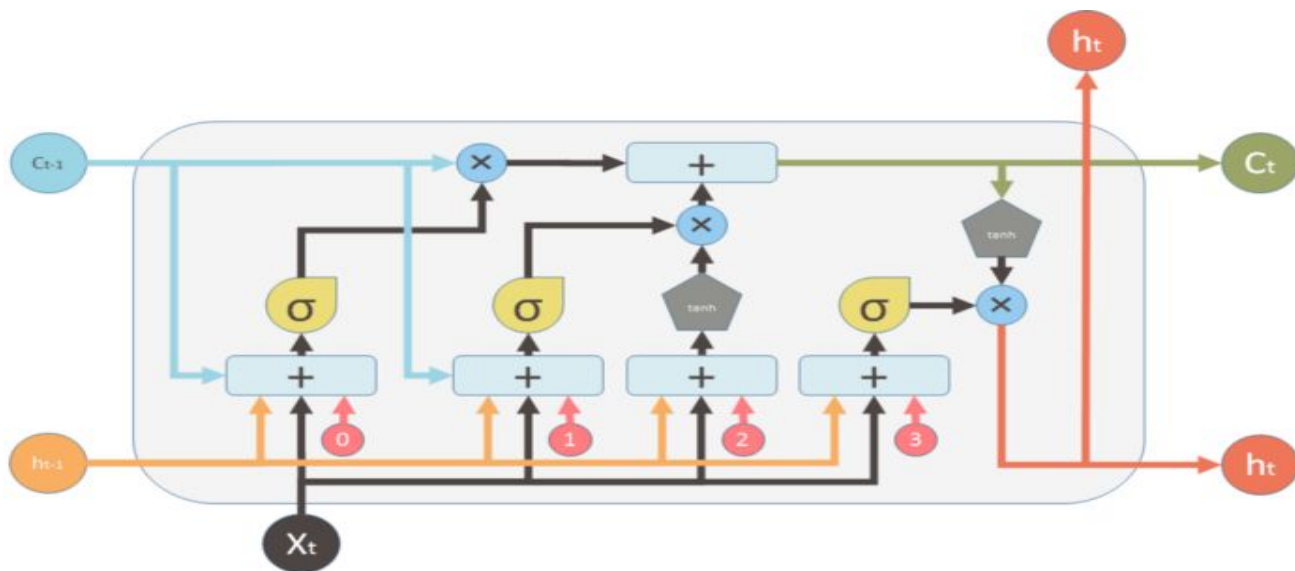 ht
Ct-1
×
+
Ct
×
tanh
σ
σ
tanh
σ
×
+
+
+
+
0
1
2
3
ht-1
ht
Xt